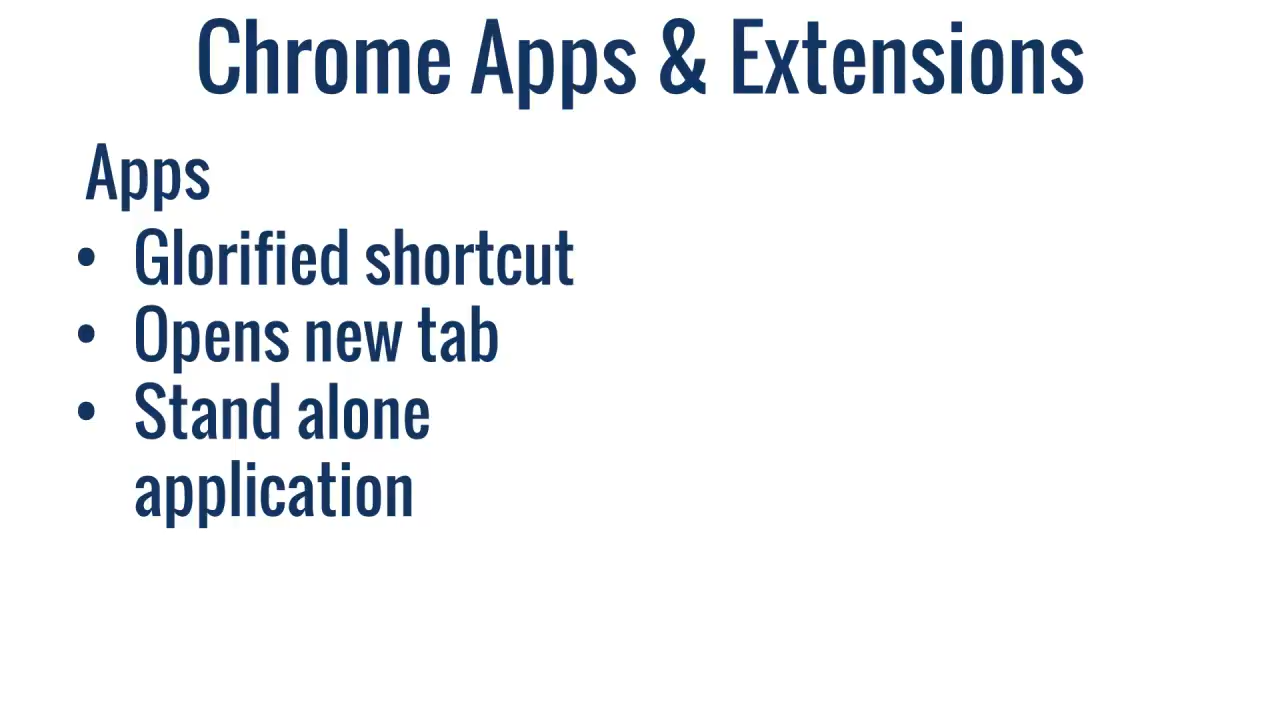 Chrome Apps & Extensions
Apps
• Glorified shortcut
• Opens new tab
• Stand alone
application